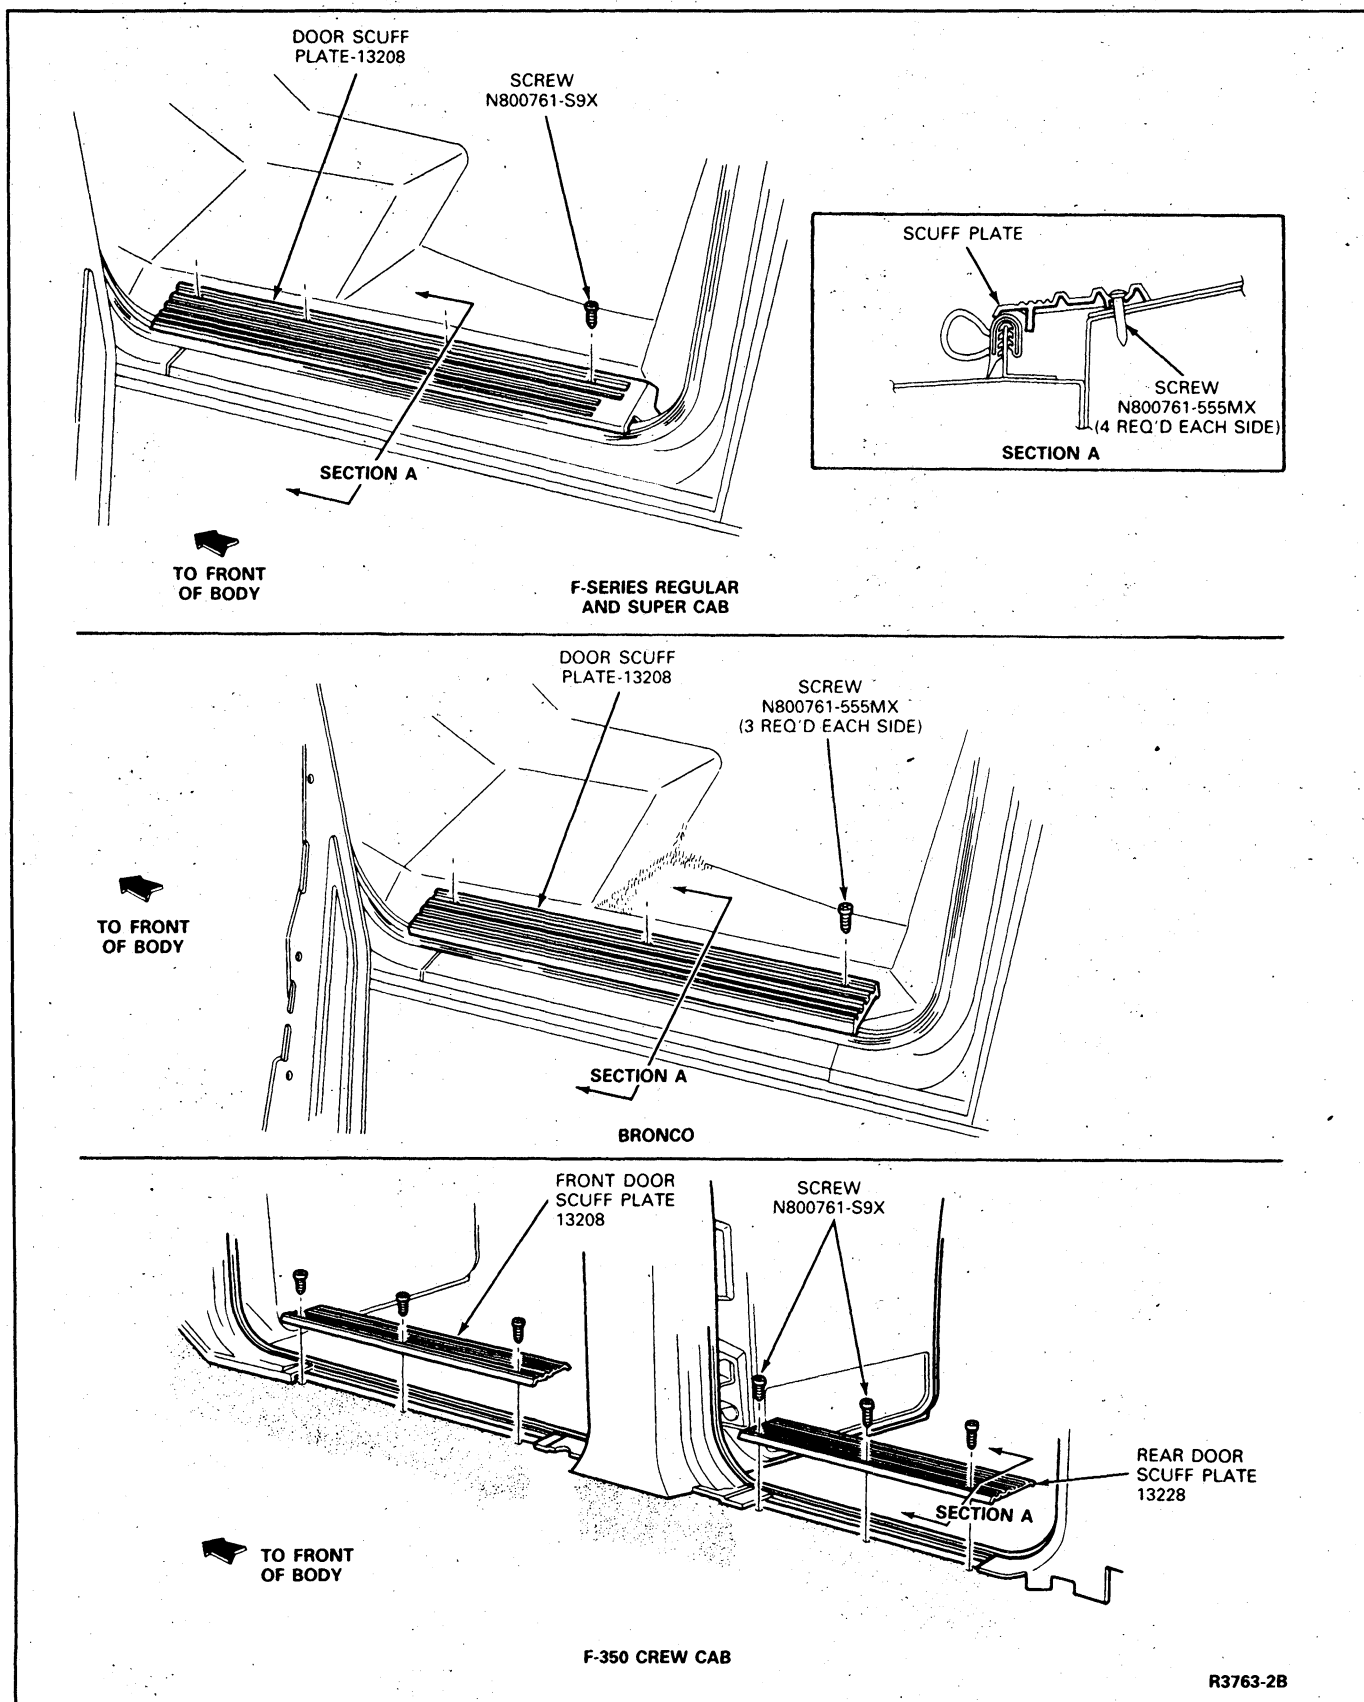 DOOR SCUFF
PLATE-13208
SCREW
N800761-S9X
SCUFF PLATE
SCREW
N800761-555MX
(4 REQ'D EACH SIDE)
SECTION A
SECTION A
TO FRONT
OF BODY
F-SERIES REGULAR
AND SUPER CAB
DOOR SCUFF
PLATE-13208
SCREW
N800761-555MX
(3 REQ'D EACH SIDE)
TO FRONT
OF BODY
SECTION A
BRONCO
FRONT DOOR
SCUFF PLATE
13208
SCREW
N800761-S9X
REAR DOOR
SCUFF PLATE
13228
SECTION A
TO FRONT
OF BODY
F-350 CREW CAB
R3763-2B